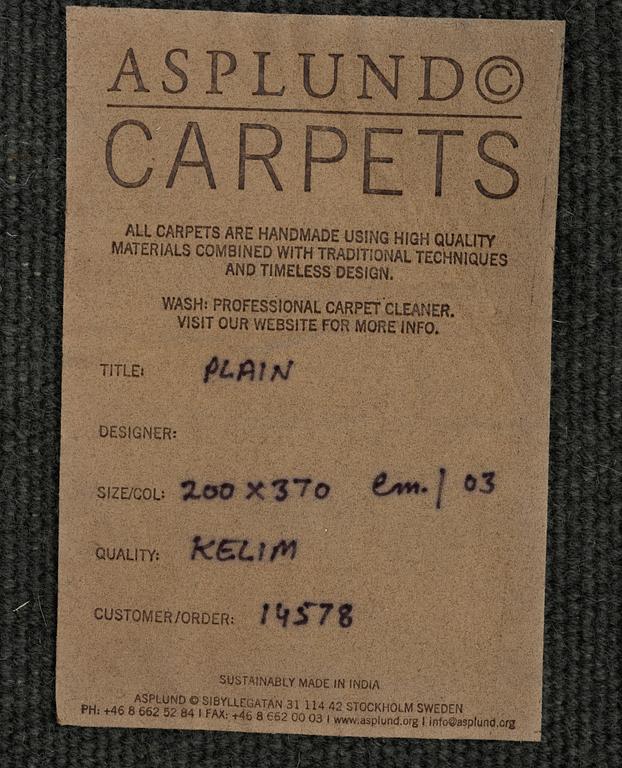 ASPLUND©
CARPETS
ALL CARPETS ARE HANDMADE USING HIGH QUALITY
MATERIALS COMBINED WITH TRADITIONAL TECHNIQUES
AND TIMELESS DESIGN.
WASH: PROFESSIONAL CARPET CLEANER.
VISIT OUR WEBSITE FOR MORE INFO.
TITLE: PLAIN
DESIGNER:
SIZE/COL: 200 X 370 cm. / 03
QUALITY: KELIM
CUSTOMER/ORDER: 14578
SUSTAINABLY MADE IN INDIA
ASPLUND © SIBYLLEGATAN 31 114 42 STOCKHOLM SWEDEN
PH: +46 8 662 52 84 I FAX: +46 8 662 00 03 I www.asplund.org I info@asplund.org